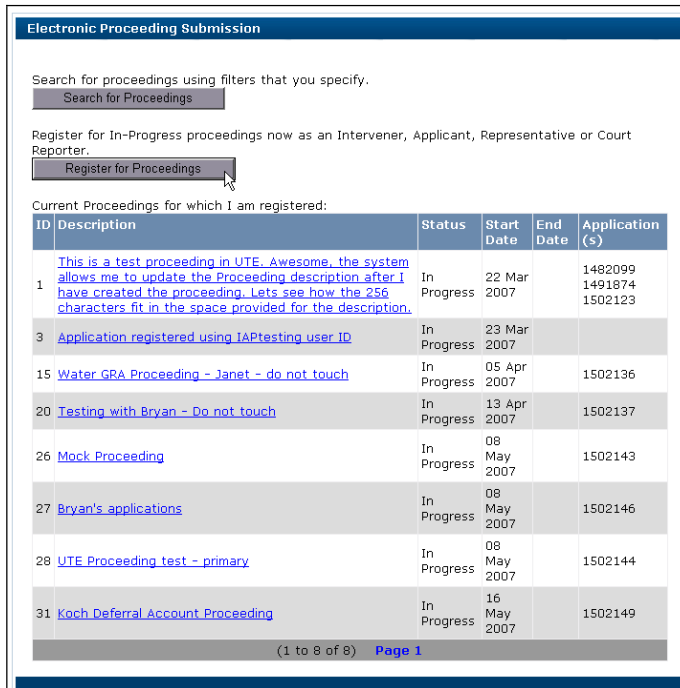 Electronic Proceeding Submission
Search for proceedings using filters that you specify.
Search for Proceedings
Register for In-Progress proceedings now as an Intervener, Applicant, Representative or Court
Reporter.
Register for Proceedings
Current Proceedings for which I am registered:
ID Description Status Start Date End Date Application (s)
1 This is a test proceeding in UTE. Awesome, the system
allows me to update the Proceeding description after I
have created the proceeding. Lets see how the 256
characters fit in the space provided for the description.
In Progress 22 Mar 2007 1482099 1491874 1502123
3 Application registered using IAPtesting user ID In Progress 23 Mar 2007
15 Water GRA Proceeding - Janet - do not touch In Progress 05 Apr 2007 1502136
20 Testing with Bryan - Do not touch In Progress 13 Apr 2007 1502137
26 Mock Proceeding In Progress 08 May 2007 1502143
27 Bryan's applications In Progress 08 May 2007 1502146
28 UTE Proceeding test - primary In Progress 08 May 2007 1502144
31 Koch Deferral Account Proceeding In Progress 16 May 2007 1502149
(1 to 8 of 8) Page 1